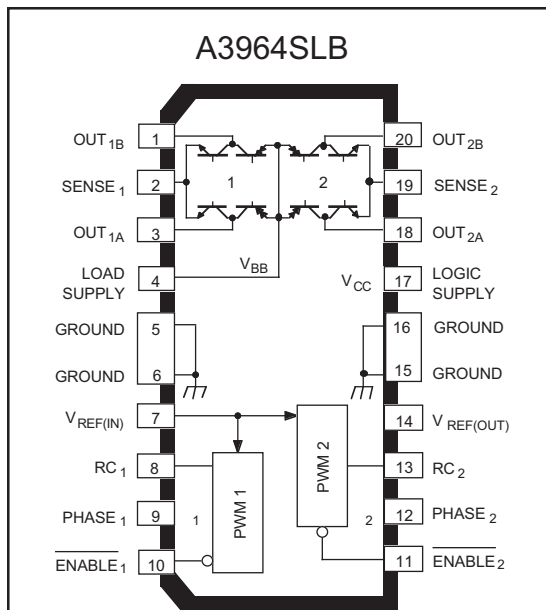 A3964SLB
OUT1B 1 20 OUT2B
SENSE1 2 1 2 19 SENSE2
OUT1A 3 18 OUT2A
LOAD SUPPLY 4 VBB VCC 17 LOGIC SUPPLY
GROUND 5 16 GROUND
GROUND 6 15 GROUND
VREF(IN) 7 14 VREF(OUT)
RC1 8 PWM 1 PWM 2 13 RC2
PHASE1 9 1 2 12 PHASE2
ENABLE1 10 11 ENABLE2